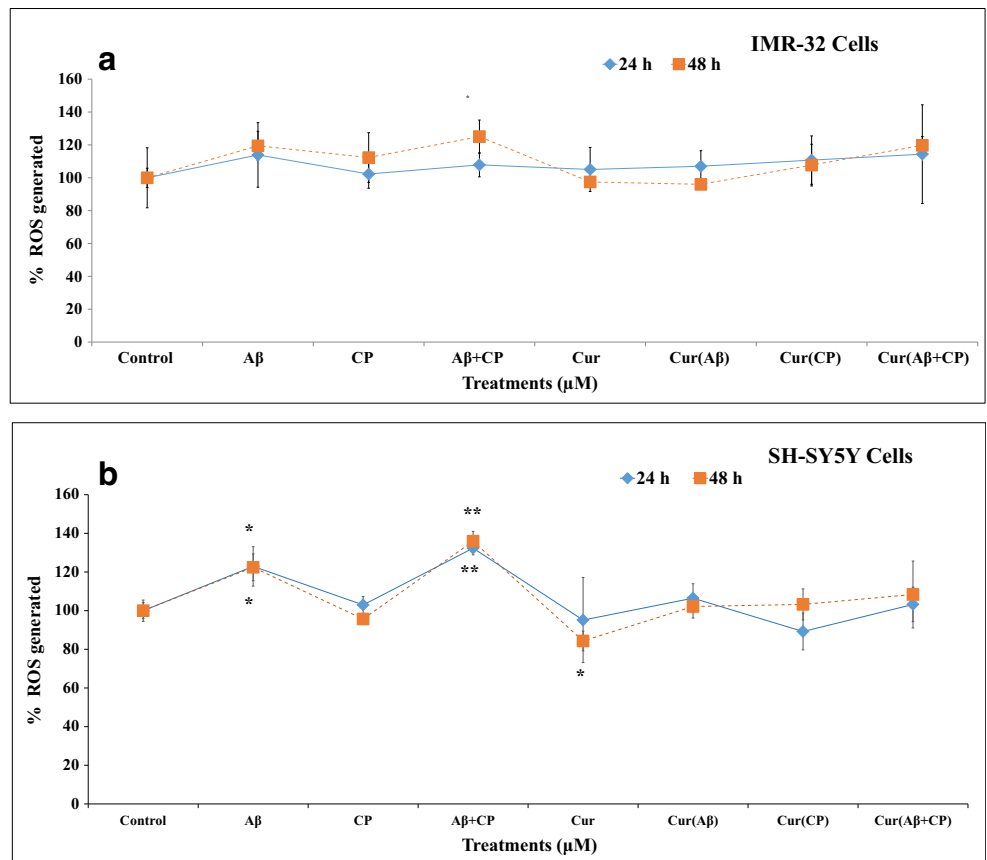 a
IMR-32 Cells
24 h 48 h
160
140
120
100
80
60
40
20
0
% ROS generated
*
Control Aβ CP Aβ+CP Cur Cur(Aβ) Cur(CP) Cur(Aβ+CP)
Treatments (µM)
b
SH-SY5Y Cells
24 h 48 h
160
140
120
100
80
60
40
20
0
% ROS generated
* **
* **
*
Control Aβ CP Aβ+CP Cur Cur(Aβ) Cur(CP) Cur(Aβ+CP)
Treatments (µM)